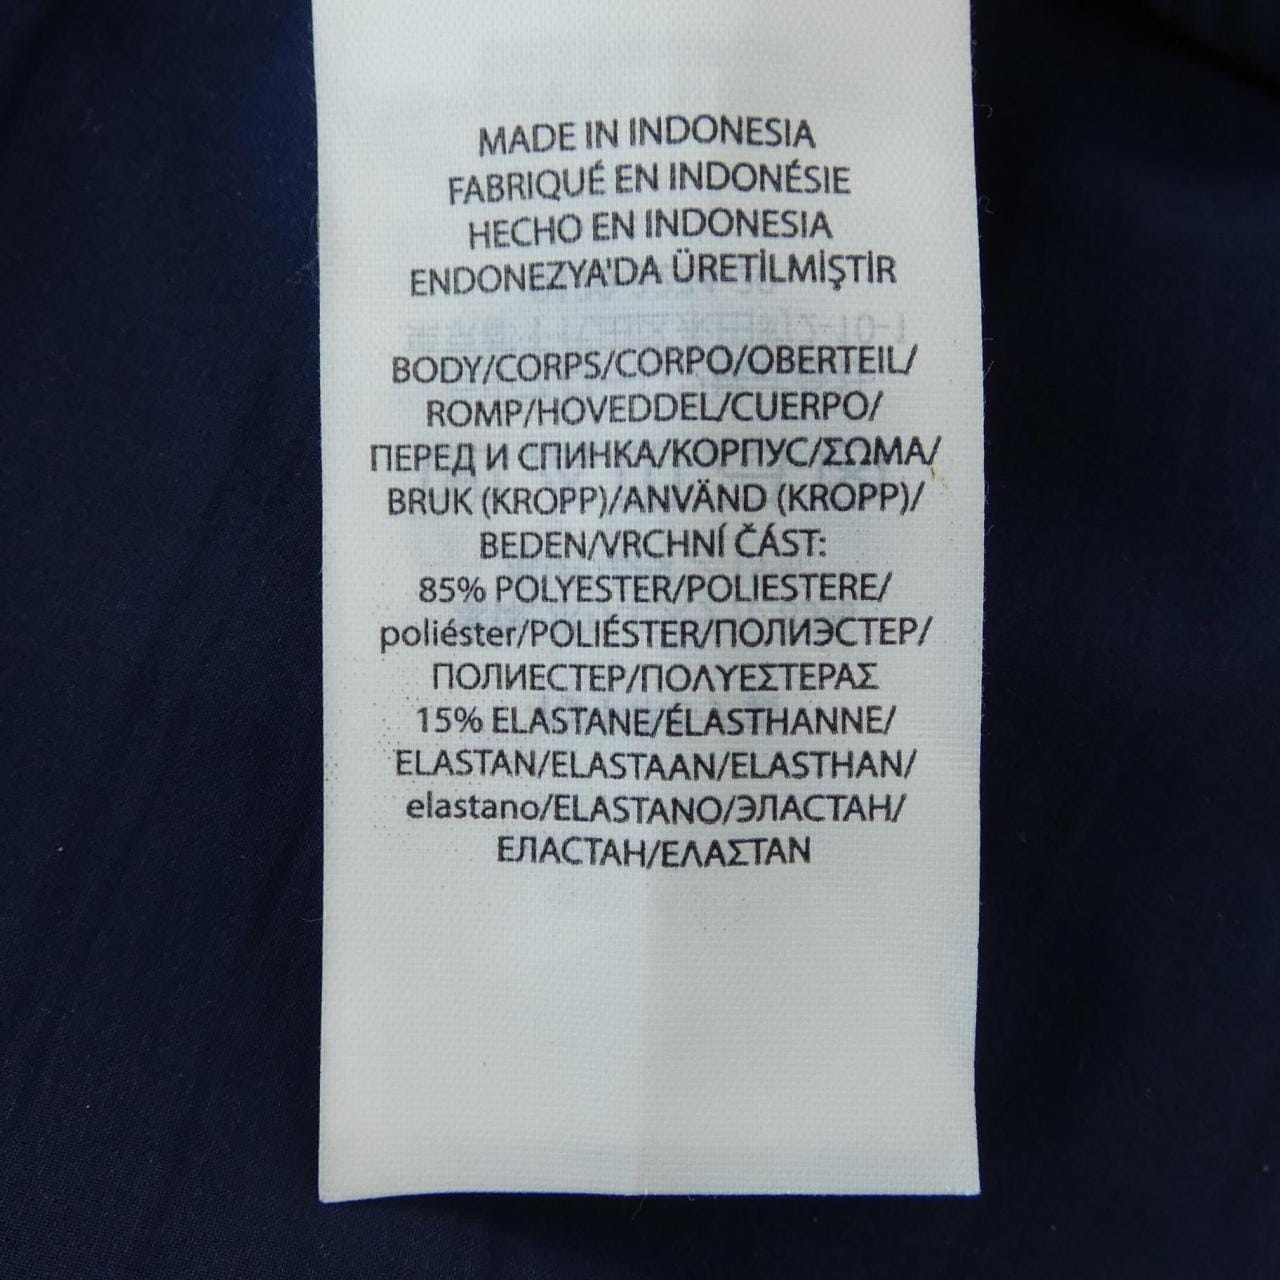 MADE IN INDONESIA
FABRIQUÉ EN INDONÉSIE
HECHO EN INDONESIA
ENDONEZYA'DA ÜRETİLMİŞTİR
BODY/CORPS/CORPO/OBERTEIL/
ROMP/HOVEDDEL/CUERPO/
ПЕРЕД И СПИНКА/КОРПУС/ΣΩΜΑ/
BRUK (KROPP)/ANVÄND (KROPP)/
BEDEN/VRCHNÍ ČÁST:
85% POLYESTER/POLIESTERE/
poliéster/POLIÉSTER/ПОЛИЭСТЕР/
ПОЛИЕСТЕР/ΠΟΛΥΕΣΤΕΡΑΣ
15% ELASTANE/ÉLASTHANNE/
ELASTAN/ELASTAAN/ELASTHAN/
elastano/ELASTANO/ЭЛАСТАН/
ЕЛАСТАН/ΕΛΑΣΤΑΝ